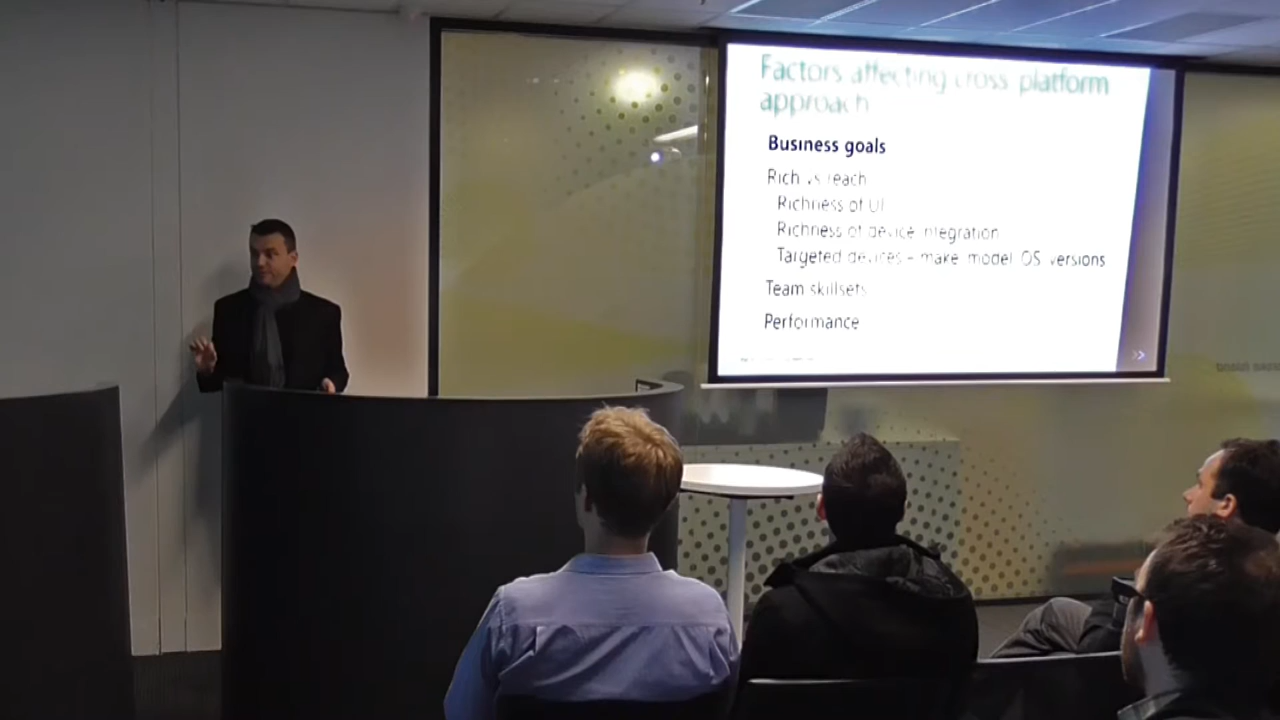 Factors affecting cross platform
approach
Business goals
Rich vs reach
Richness of UI
Richness of device integration
Targeted devices – make model OS versions
Team skillsets
Performance
>>